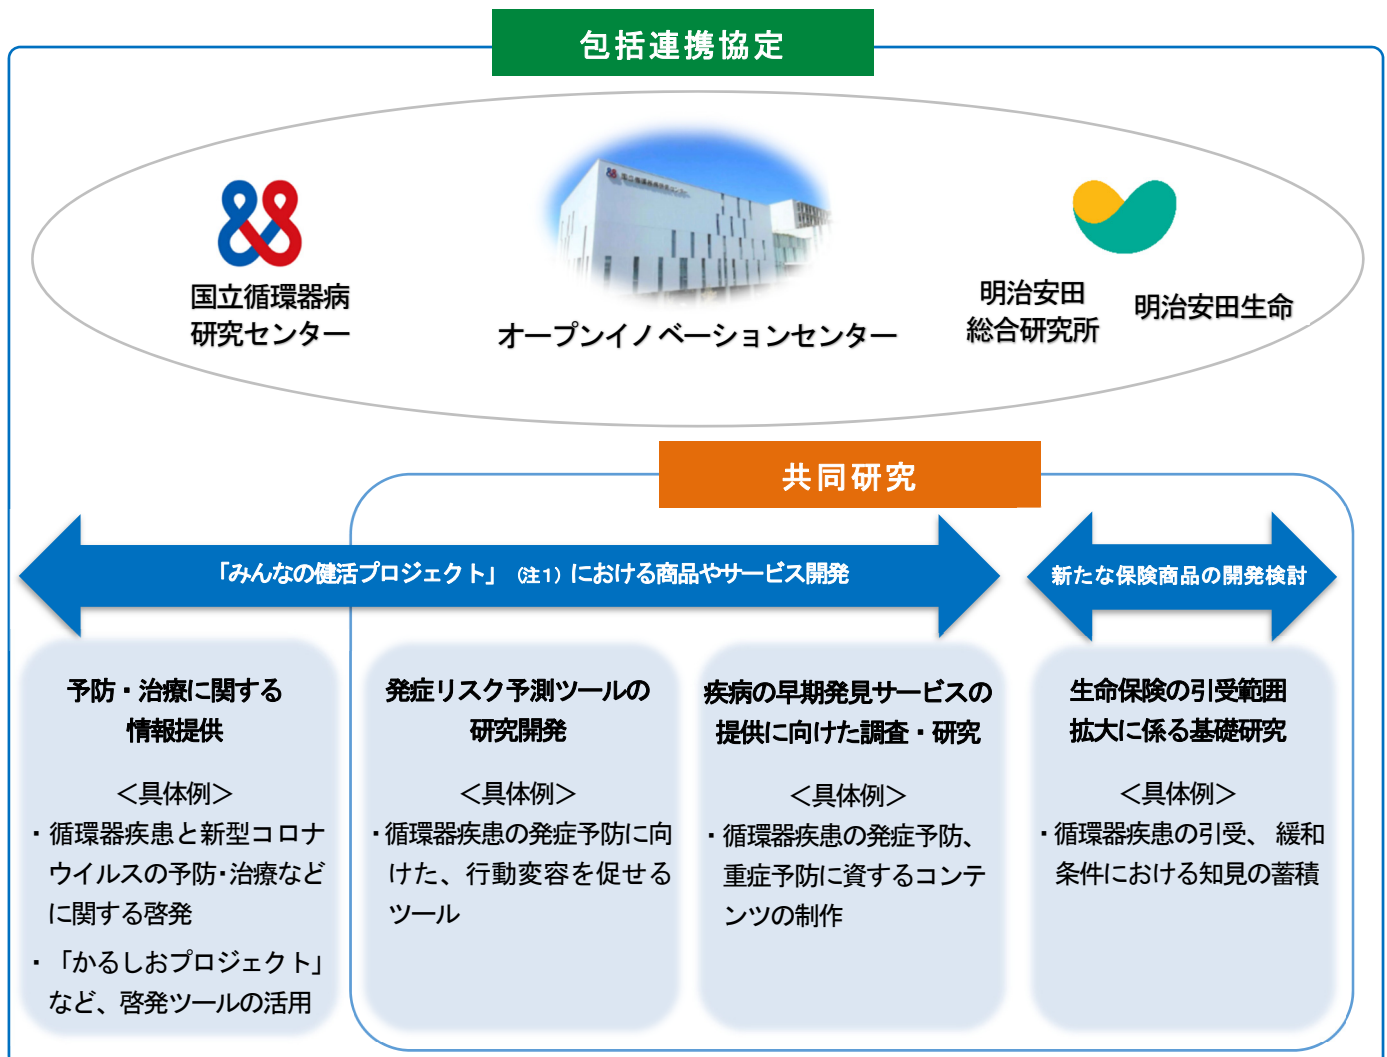 包括連携協定
国立循環器病研究センター
国立循環器病
研究センター
オープンイノベーションセンター
明治安田
総合研究所
明治安田生命
共同研究
「みんなの健活プロジェクト」（注１）における商品やサービス開発
新たな保険商品の開発検討
予防・治療に関する
情報提供
＜具体例＞
・循環器疾患と新型コロナ
ウイルスの予防・治療など
に関する啓発
・「かるしおプロジェクト」
など、啓発ツールの活用
発症リスク予測ツールの
研究開発
＜具体例＞
・循環器疾患の発症予防に向
けた、行動変容を促せる
ツール
疾病の早期発見サービスの
提供に向けた調査・研究
＜具体例＞
・循環器疾患の発症予防、
重症予防に資するコンテ
ンツの制作
生命保険の引受範囲
拡大に係る基礎研究
＜具体例＞
・循環器疾患の引受、緩和
条件における知見の蓄積